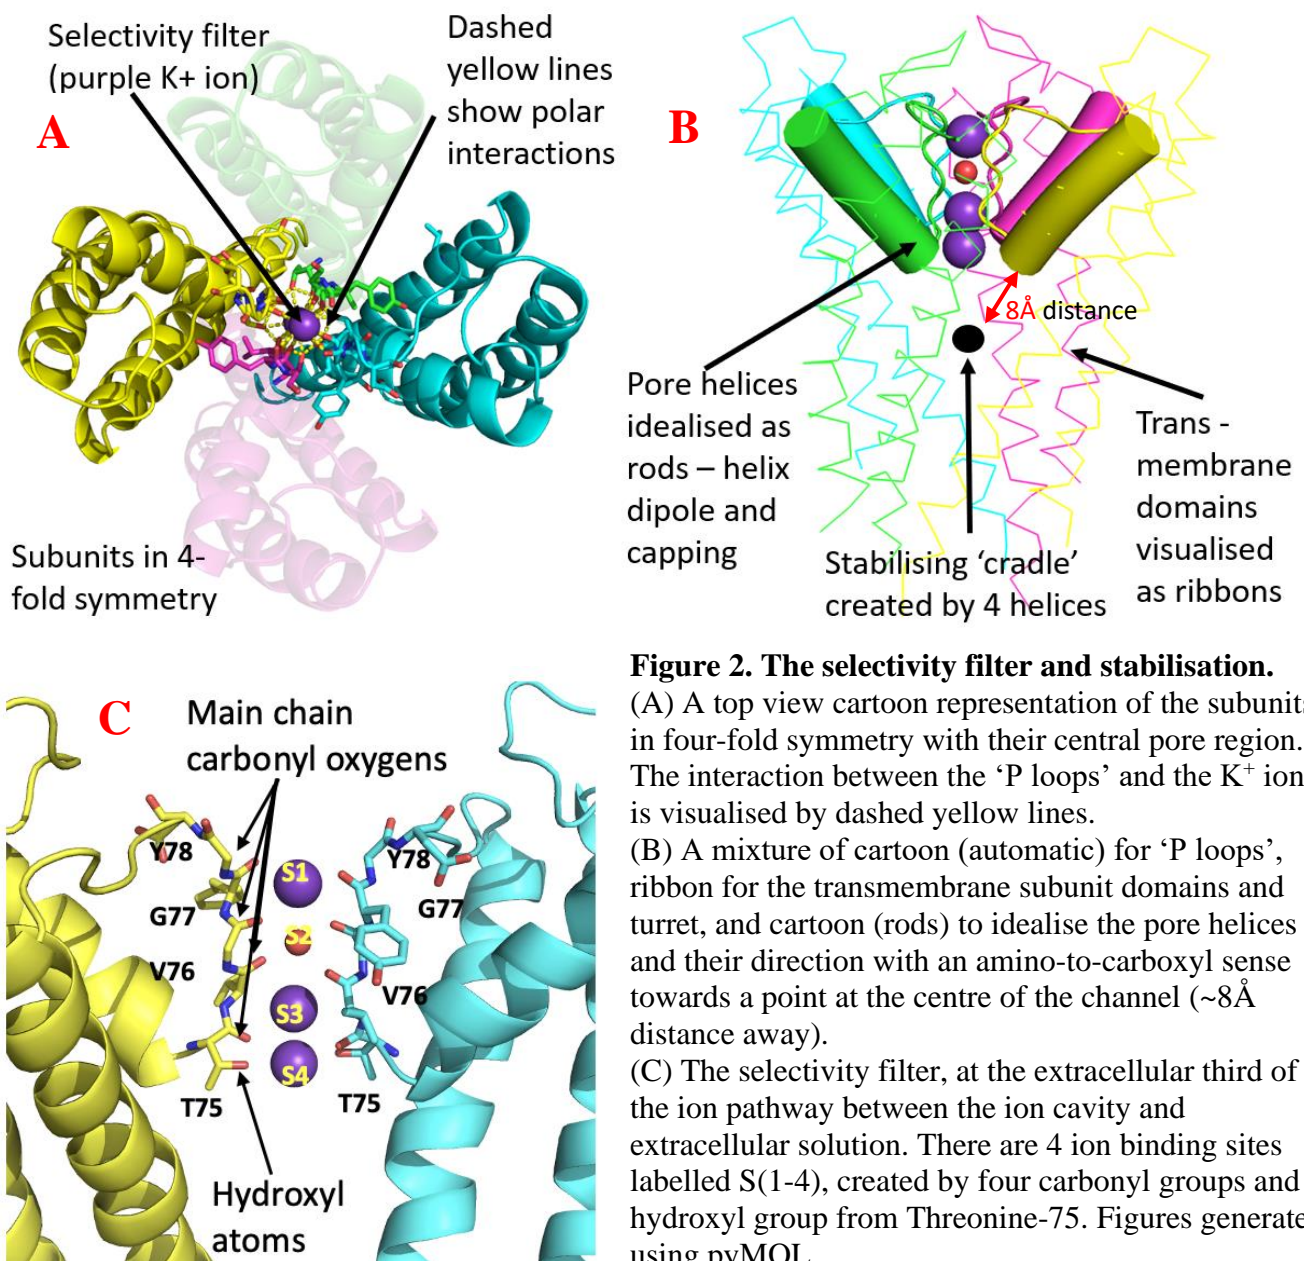 Selectivity filter
(purple K+ ion)
Dashed
yellow lines
show polar
interactions
A
Subunits in 4-
fold symmetry
B
8Å distance
Pore helices
idealised as
rods – helix
dipole and
capping
Stabilising ‘cradle’
created by 4 helices
Trans -
membrane
domains
visualised
as ribbons
C
Main chain
carbonyl oxygens
Y78
G77
V76
T75
S1
S2
S3
S4
Y78
G77
V76
T75
Hydroxyl
atoms
Figure 2. The selectivity filter and stabilisation.
(A) A top view cartoon representation of the subunits
in four-fold symmetry with their central pore region.
The interaction between the ‘P loops’ and the K+ ion
is visualised by dashed yellow lines.
(B) A mixture of cartoon (automatic) for ‘P loops’,
ribbon for the transmembrane subunit domains and
turret, and cartoon (rods) to idealise the pore helices
and their direction with an amino-to-carboxyl sense
towards a point at the centre of the channel (~8Å
distance away).
(C) The selectivity filter, at the extracellular third of
the ion pathway between the ion cavity and
extracellular solution. There are 4 ion binding sites
labelled S(1-4), created by four carbonyl groups and
hydroxyl group from Threonine-75. Figures generate
using pyMOL